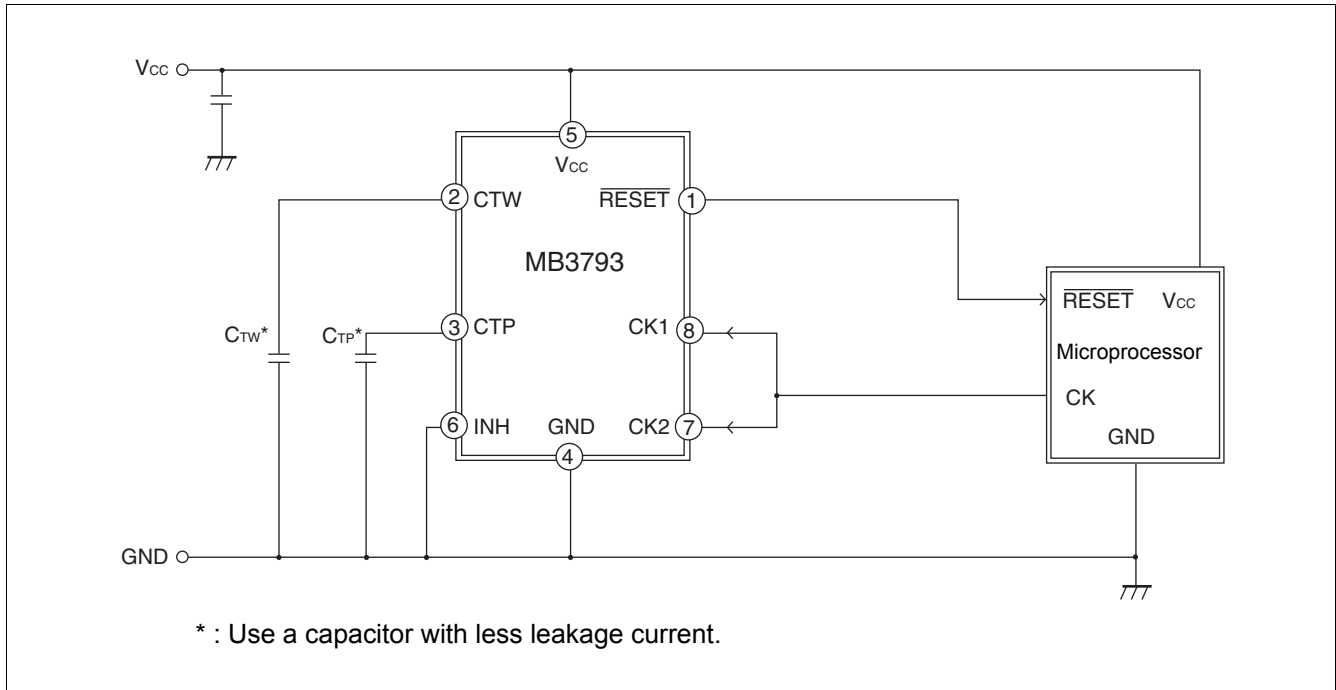 Vcc
5
Vcc
2 CTW
RESET 1
MB3793
CTW*
CTP*
3 CTP
CK1 8
6 INH
GND
CK2 7
4
RESET Vcc
Microprocessor
CK
GND
GND
* : Use a capacitor with less leakage current.